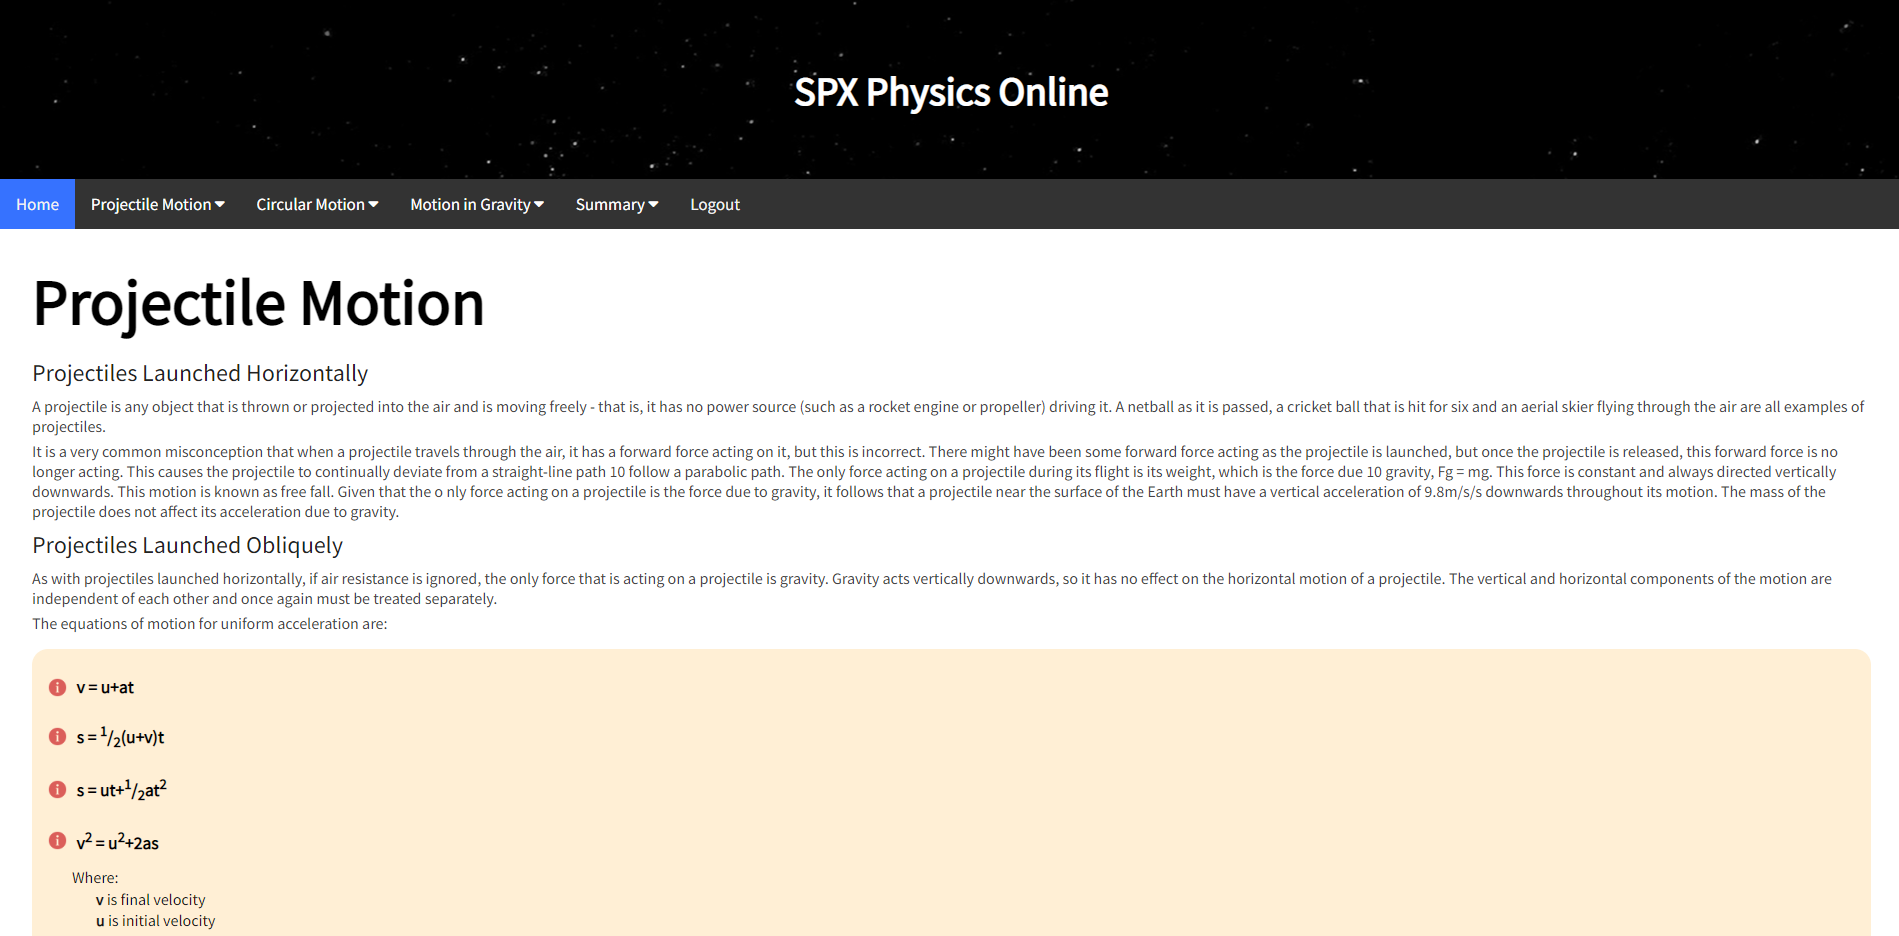 SPX Physics Online
Home Projectile Motion Circular Motion Motion in Gravity Summary Logout
Projectile Motion
Projectiles Launched Horizontally
A projectile is any object that is thrown or projected into the air and is moving freely - that is, it has no power source (such as a rocket engine or propeller) driving it. A netball as it is passed, a cricket ball that is hit for six and an aerial skier flying through the air are all examples of
projectiles.
It is a very common misconception that when a projectile travels through the air, it has a forward force acting on it, but this is incorrect. There might have been some forward force acting as the projectile is launched, but once the projectile is released, this forward force is no
longer acting. This causes the projectile to continually deviate from a straight-line path 10 follow a parabolic path. The only force acting on a projectile during its flight is its weight, which is the force due 10 gravity, Fg = mg. This force is constant and always directed vertically
downwards. This motion is known as free fall. Given that the o nly force acting on a projectile is the force due to gravity, it follows that a projectile near the surface of the Earth must have a vertical acceleration of 9.8m/s/s downwards throughout its motion. The mass of the
projectile does not affect its acceleration due to gravity.
Projectiles Launched Obliquely
As with projectiles launched horizontally, if air resistance is ignored, the only force that is acting on a projectile is gravity. Gravity acts vertically downwards, so it has no effect on the horizontal motion of a projectile. The vertical and horizontal components of the motion are
independent of each other and once again must be treated separately.
The equations of motion for uniform acceleration are:
v = u+at
s = ¹/₂(u+v)t
s = ut+¹/₂at²
v² = u²+2as
Where:
v is final velocity
u is initial velocity